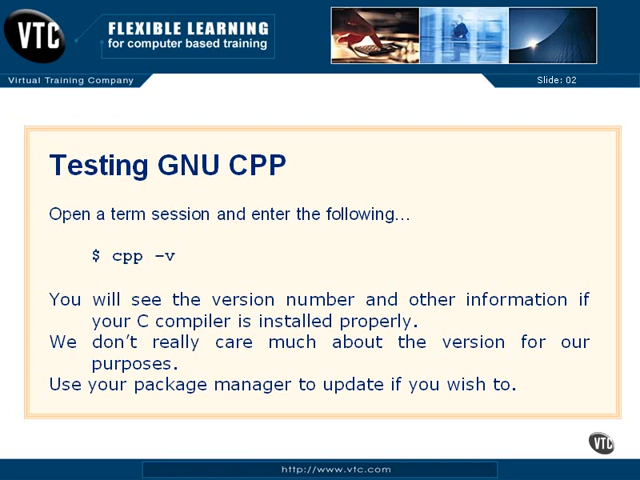 VTC
FLEXIBLE LEARNING
for computer based training
Virtual Training Company
Slide: 02
Testing GNU CPP
Open a term session and enter the following…
$ cpp –v
You will see the version number and other information if
your C compiler is installed properly.
We don’t really care much about the version for our
purposes.
Use your package manager to update if you wish to.
VTC
http://www.vtc.com